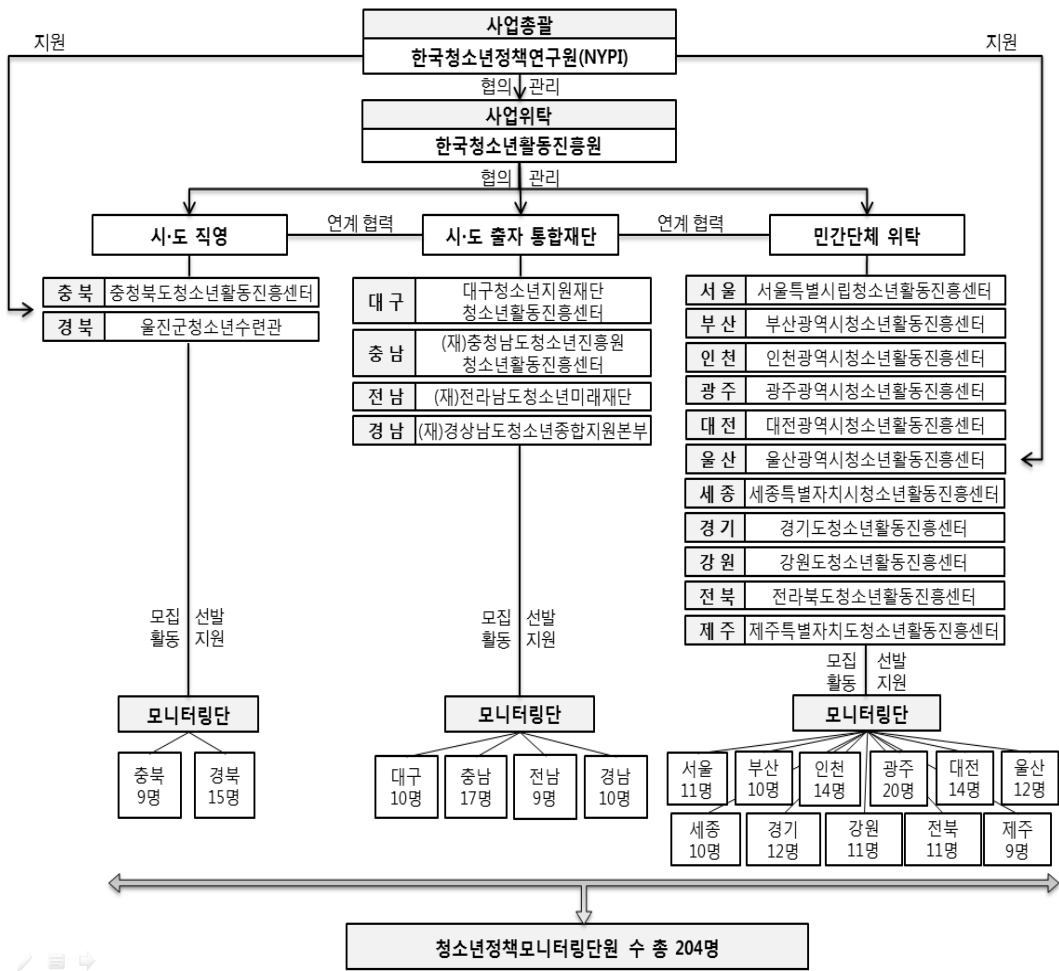 사업총괄
지원
한국청소년정책연구원(NYPI)
지원
협의 관리
사업위탁
한국청소년활동진흥원
협의 관리
시·도 직영
연계 협력
시·도 출자 통합재단
연계 협력
민간단체 위탁
충 북 충청북도청소년활동진흥센터
경 북 울진군청소년수련관
대 구
대구청소년지원재단
청소년활동진흥센터
충 남
(재)충청남도청소년진흥원
청소년활동진흥센터
전 남 (재)전라남도청소년미래재단
경 남 (재)경상남도청소년종합지원본부
서 울 서울특별시립청소년활동진흥센터
부 산 부산광역시청소년활동진흥센터
인 천 인천광역시청소년활동진흥센터
광 주 광주광역시청소년활동진흥센터
대 전 대전광역시청소년활동진흥센터
울 산 울산광역시청소년활동진흥센터
세 종 세종특별자치시청소년활동진흥센터
경 기 경기도청소년활동진흥센터
강 원 강원도청소년활동진흥센터
전 북 전라북도청소년활동진흥센터
제 주 제주특별자치도청소년활동진흥센터
모집 선발
활동 지원
모집 선발
활동 지원
모집 선발
활동 지원
모니터링단
모니터링단
모니터링단
충북
9명
경북
15명
대구
10명
충남
17명
전남
9명
경남
10명
서울
11명
부산
10명
인천
14명
광주
20명
대전
14명
울산
12명
세종
10명
경기
12명
강원
11명
전북
11명
제주
9명
청소년정책모니터링단원 수 총 204명